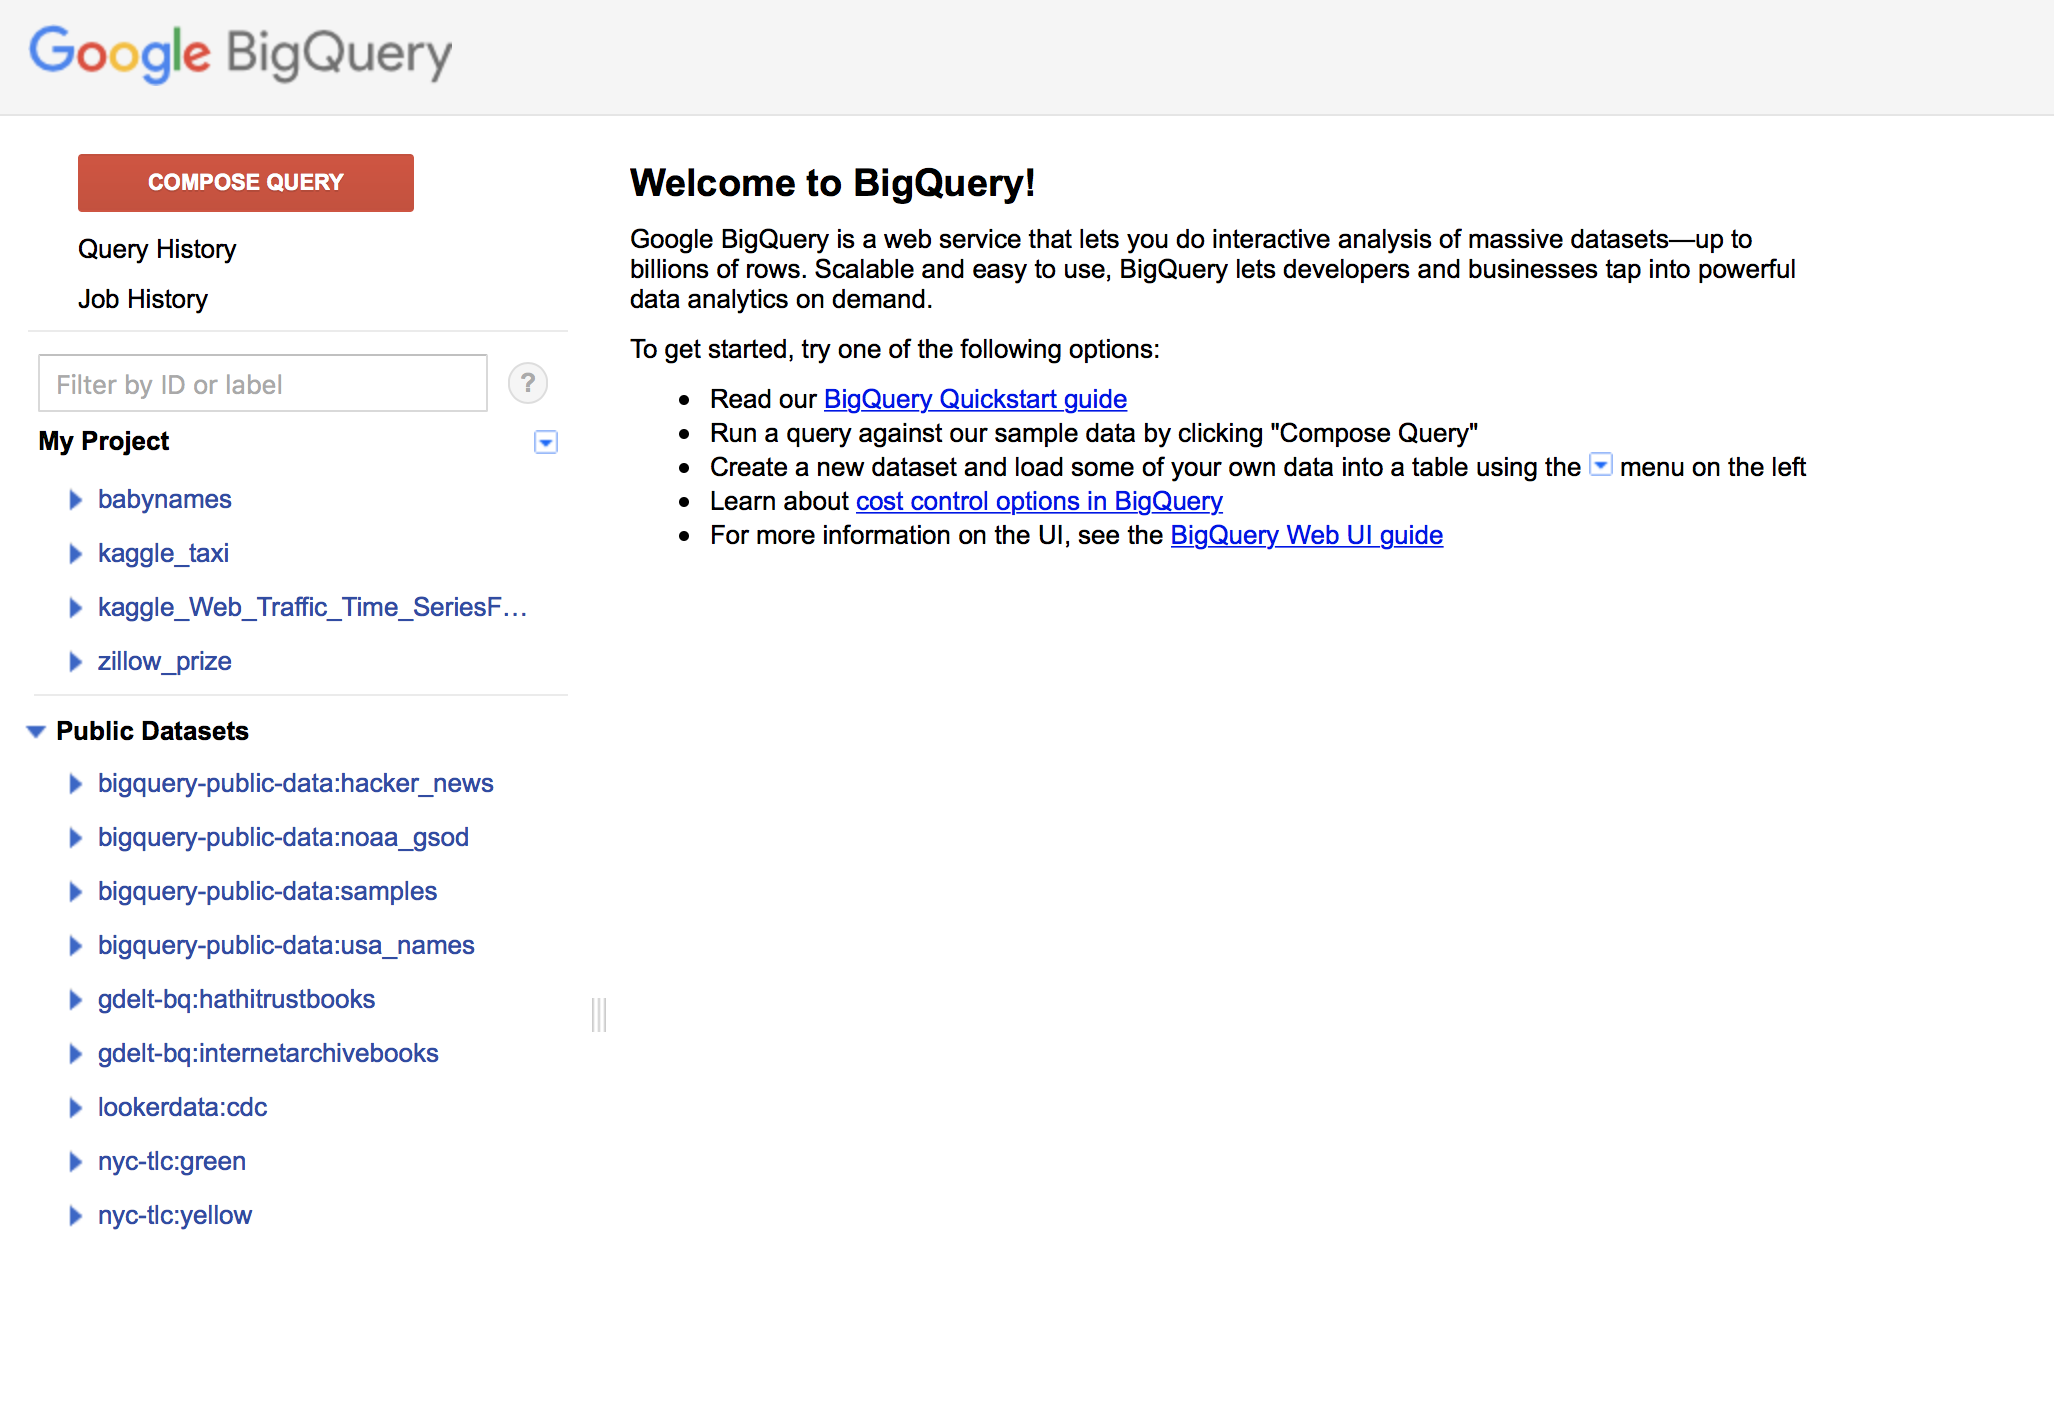 Google BigQuery
COMPOSE QUERY
Query History
Job History
Filter by ID or label
?
My Project
babynames
kaggle_taxi
kaggle_Web_Traffic_Time_SeriesF...
zillow_prize
Public Datasets
bigquery-public-data:hacker_news
bigquery-public-data:noaa_gsod
bigquery-public-data:samples
bigquery-public-data:usa_names
gdelt-bq:hathitrustbooks
gdelt-bq:internetarchivebooks
lookerdata:cdc
nyc-tlc:green
nyc-tlc:yellow
Welcome to BigQuery!
Google BigQuery is a web service that lets you do interactive analysis of massive datasets—up to
billions of rows. Scalable and easy to use, BigQuery lets developers and businesses tap into powerful
data analytics on demand.
To get started, try one of the following options:
• Read our BigQuery Quickstart guide
• Run a query against our sample data by clicking "Compose Query"
• Create a new dataset and load some of your own data into a table using the menu on the left
• Learn about cost control options in BigQuery
• For more information on the UI, see the BigQuery Web UI guide